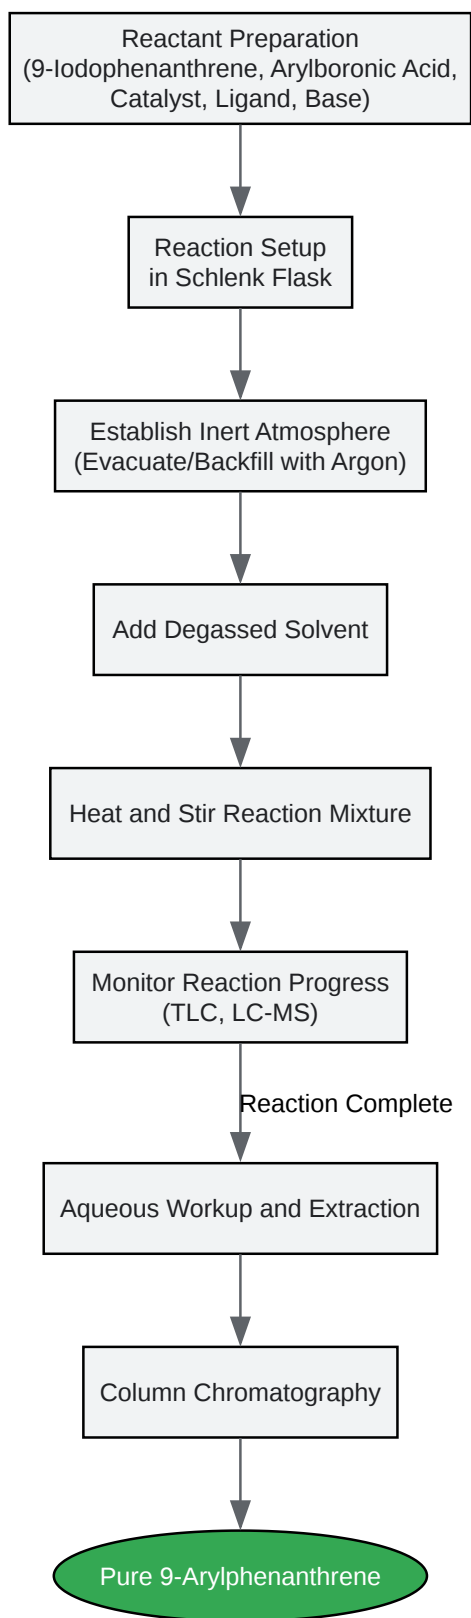 Reactant Preparation
(9-Iodophenanthrene, Arylboronic Acid,
Catalyst, Ligand, Base)
Reaction Setup
in Schlenk Flask
Establish Inert Atmosphere
(Evacuate/Backfill with Argon)
Add Degassed Solvent
Heat and Stir Reaction Mixture
Monitor Reaction Progress
(TLC, LC-MS)
Reaction Complete
Aqueous Workup and Extraction
Column Chromatography
Pure 9-Arylphenanthrene